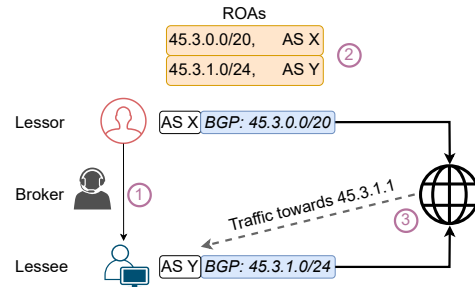 ROAs
45.3.0.0/20, AS X
45.3.1.0/24, AS Y
2
Lessor
AS X BGP: 45.3.0.0/20
Broker
1
Traffic towards 45.3.1.1
3
Lessee
AS Y BGP: 45.3.1.0/24